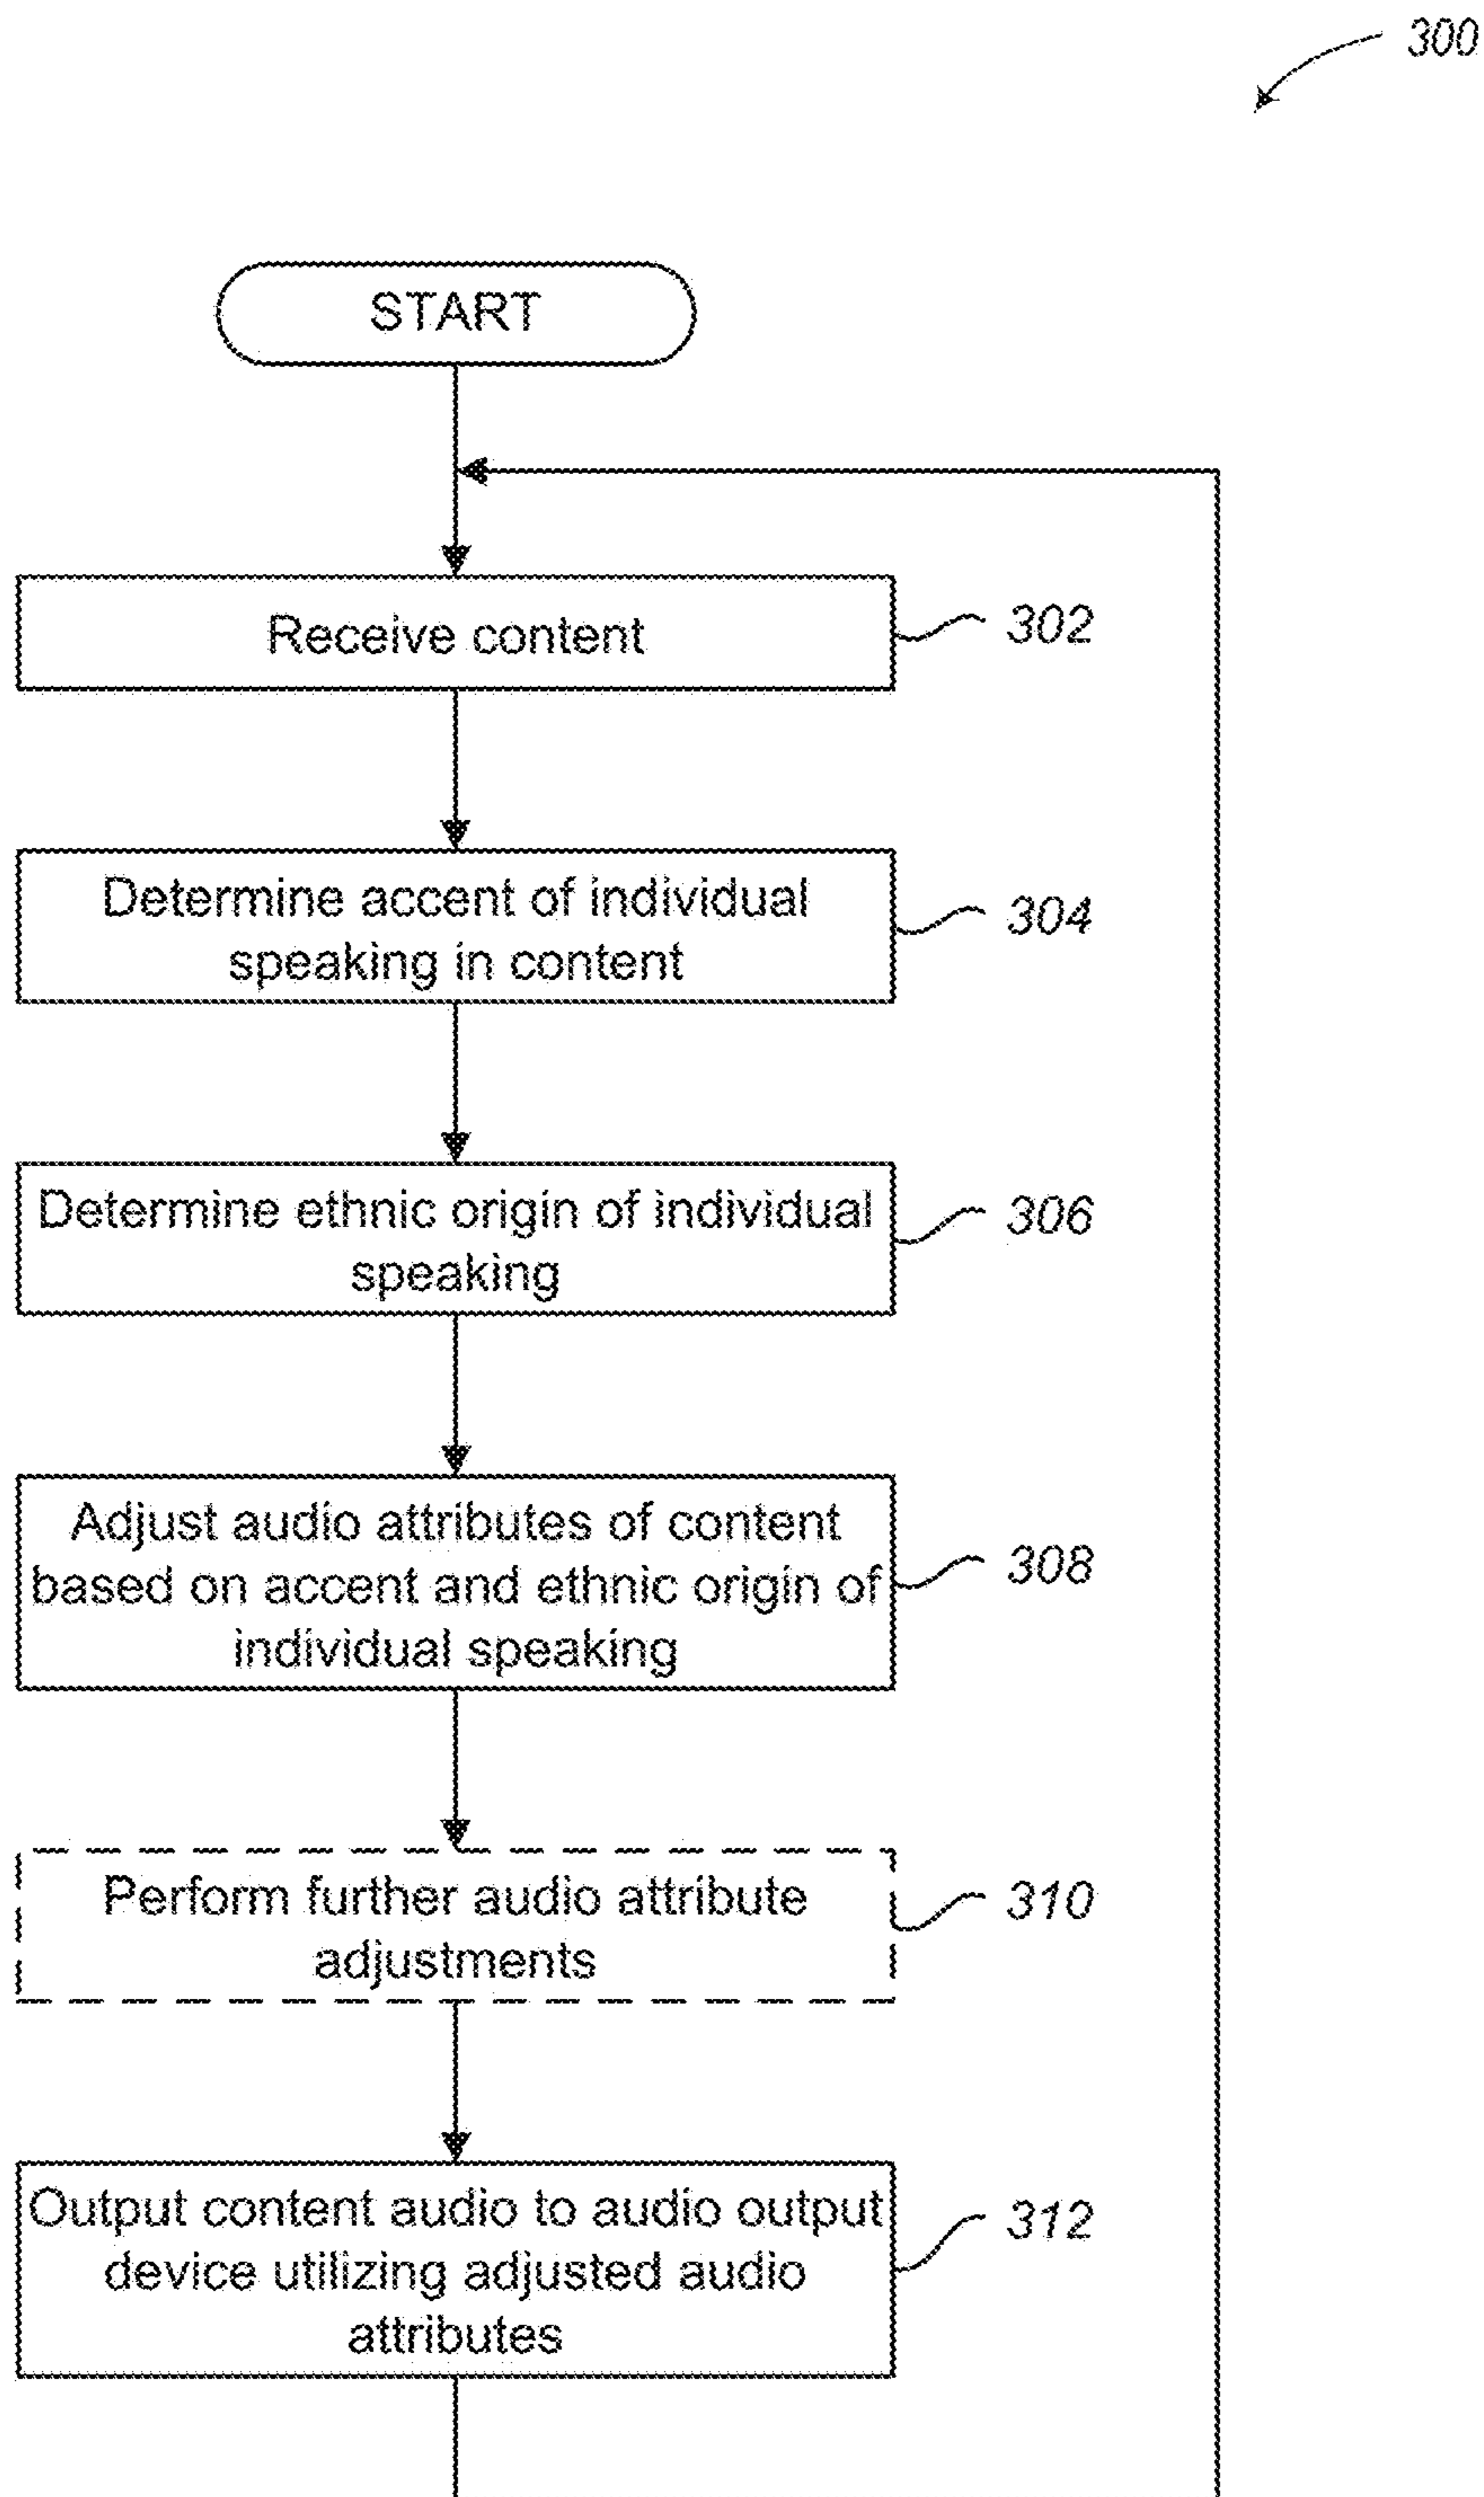 300
START
Receive content
302
Determine accent of individual
speaking in content
304
Determine ethnic origin of individual
speaking
306
Adjust audio attributes of content
based on accent and ethnic origin of
individual speaking
308
Perform further audio attribute
adjustments
310
Output content audio to audio output
device utilizing adjusted audio
attributes
312